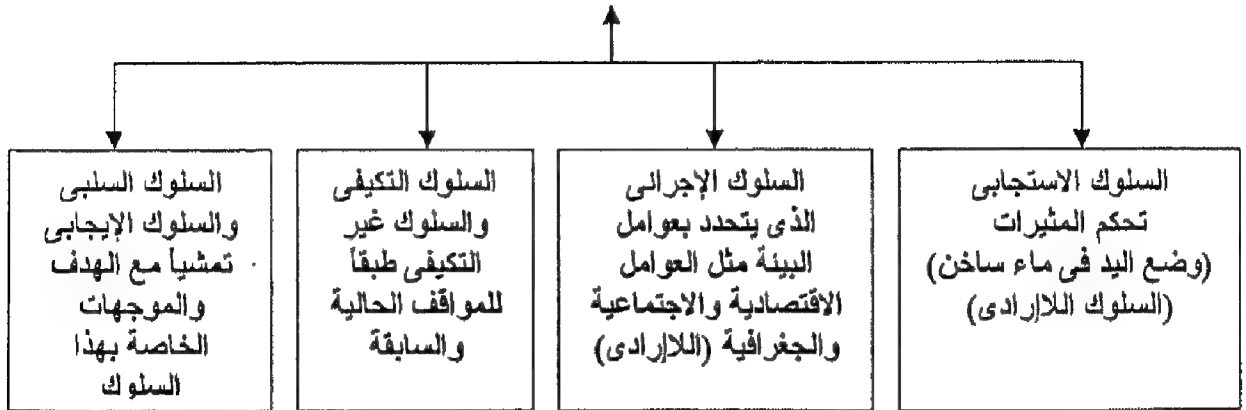 السلوك الاستجابى
تحكم المثيرات
(وضع اليد فى ماء ساخن)
(السلوك اللاإرادى)
السلوك الإجرائى
الذى يتحدد بعوامل
البيئة مثل العوامل
الاقتصادية والاجتماعية
والجغرافية (اللاإرادى)
السلوك التكيفى
والسلوك غير
التكيفى طبقاً
للمواقف الحالية
والسابقة
السلوك السلبى
والسلوك الإيجابى
تمشياً مع الهدف
والموجهات
الخاصة بهذا
السلوك